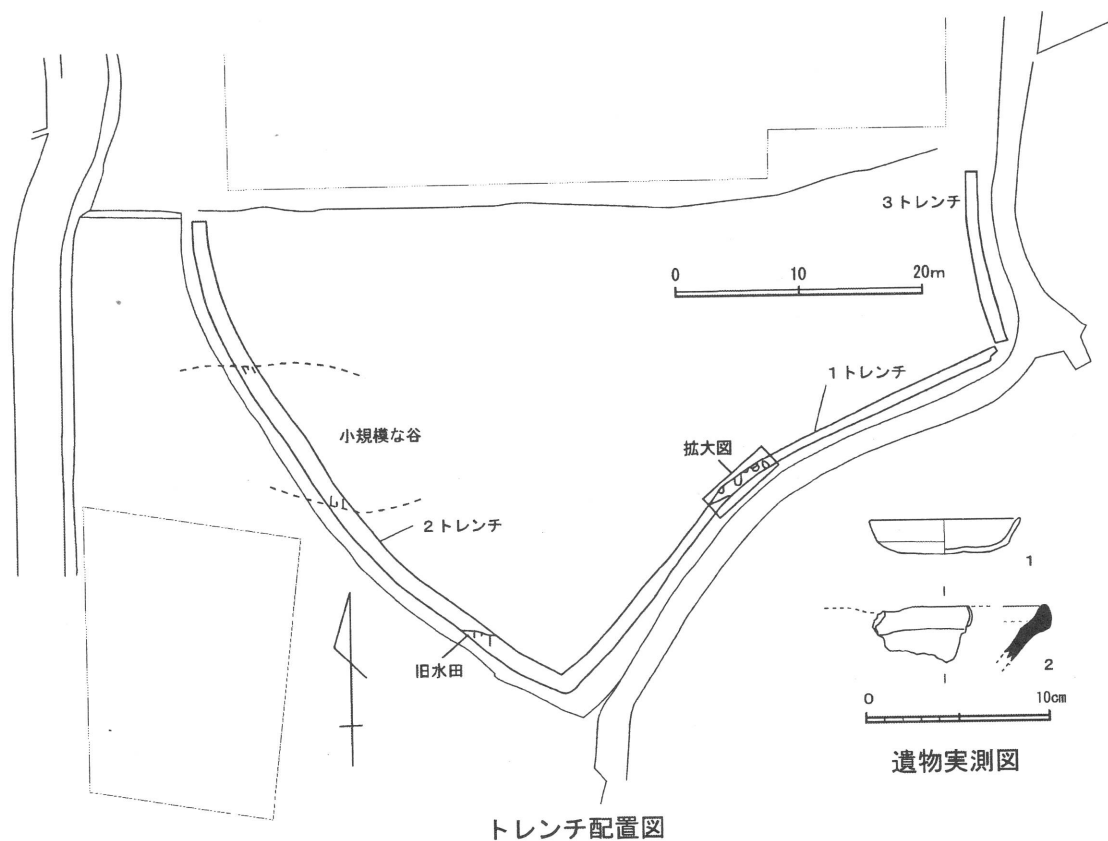 3トレンチ
0 10 20m
1トレンチ
拡大図
小規模な谷
2トレンチ
旧水田
1
2
0 10cm
遺物実測図
トレンチ配置図